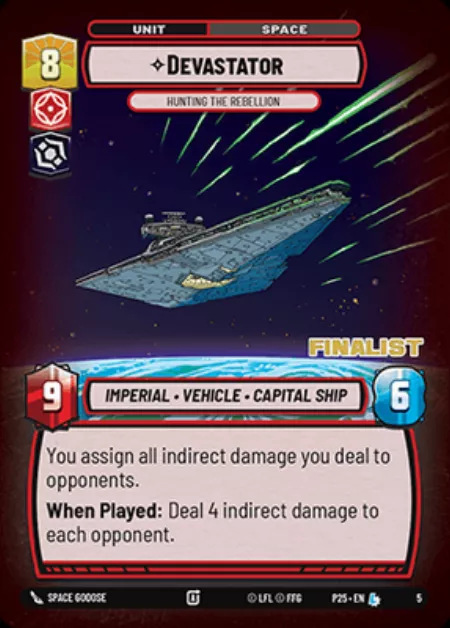 UNIT SPACE
8
✧DEVASTATOR
HUNTING THE REBELLION
FINALIST
9 IMPERIAL • VEHICLE • CAPITAL SHIP 6
You assign all indirect damage you deal to
opponents.
When Played: Deal 4 indirect damage to
each opponent.
SPACE GOOOSE Ⓒ LFL Ⓒ FFG P25 • EN 5